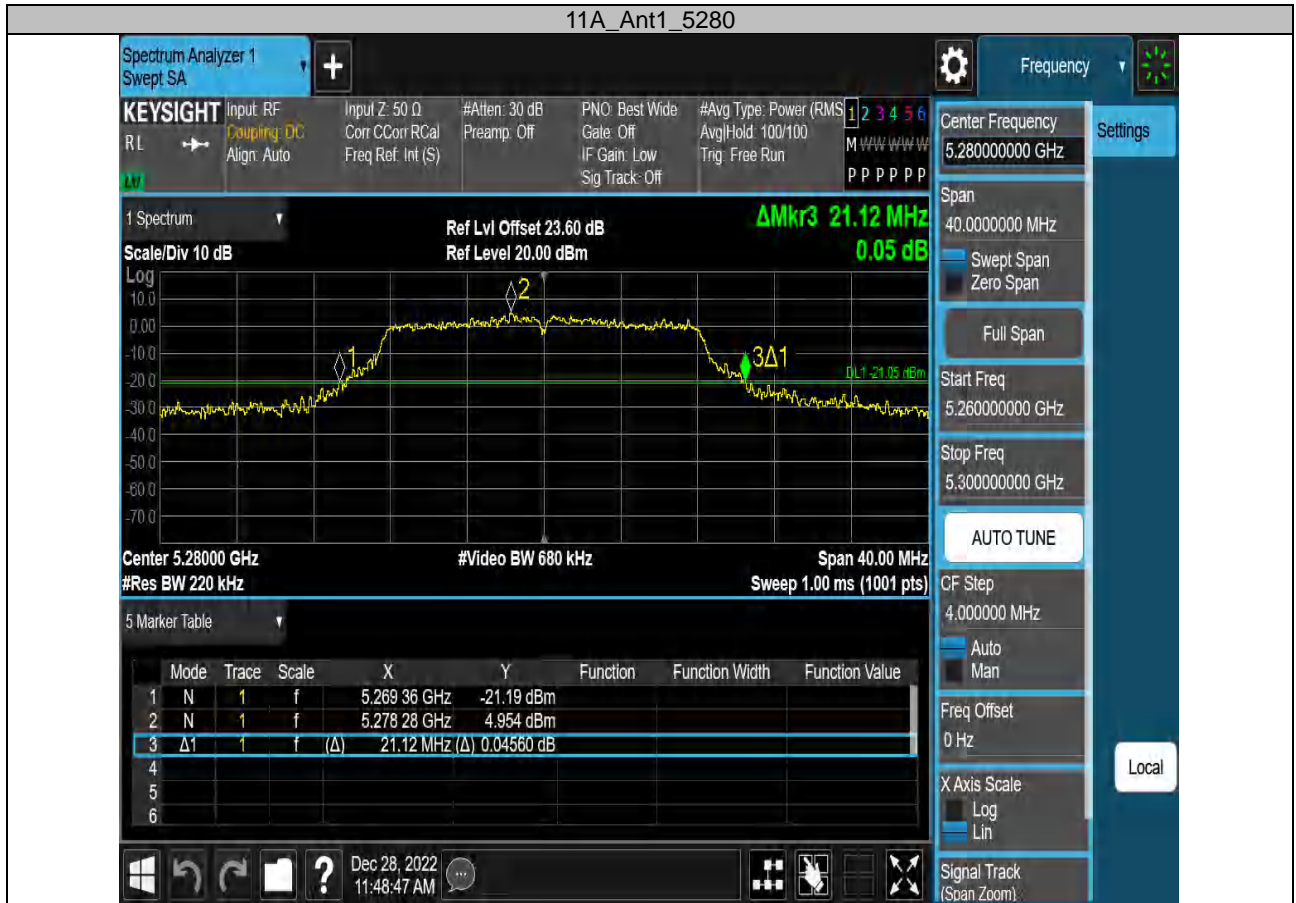 11A_Ant1_5280
Spectrum Analyzer 1
Swept SA
Frequency
KEYSIGHT
RL
Input: RF
Coupling: DC
Align: Auto
Input Z: 50 Ω
Corr CCorr RCal
Freq Ref: Int (S)
#Atten: 30 dB
Preamp: Off
PNO: Best Wide
Gate: Off
IF Gain: Low
Sig Track: Off
#Avg Type: Power (RMS
Avg|Hold: 100/100
Trig: Free Run
1 2 3 4 5 6
M W W W W W
P P P P P P
Center Frequency
5.280000000 GHz
Settings
Span
40.0000000 MHz
Swept Span
Zero Span
Full Span
Start Freq
5.260000000 GHz
Stop Freq
5.300000000 GHz
AUTO TUNE
CF Step
4.000000 MHz
Auto
Man
Freq Offset
0 Hz
X Axis Scale
Log
Lin
Signal Track
(Span Zoom)
Local
1 Spectrum
Scale/Div 10 dB
Ref Lvl Offset 23.60 dB
Ref Level 20.00 dBm
ΔMkr3 21.12 MHz
0.05 dB
Log
10.0
0.00
-10.0
-20.0
-30.0
-40.0
-50.0
-60.0
-70.0
1
2
3Δ1
DL1 -21.05 dBm
Center 5.28000 GHz
#Video BW 680 kHz
Span 40.00 MHz
#Res BW 220 kHz
Sweep 1.00 ms (1001 pts)
5 Marker Table
Mode Trace Scale X Y Function Function Width Function Value
1 N 1 f 5.269 36 GHz -21.19 dBm
2 N 1 f 5.278 28 GHz 4.954 dBm
3 Δ1 1 f (Δ) 21.12 MHz (Δ) 0.04560 dB
4
5
6
?
Dec 28, 2022
11:48:47 AM